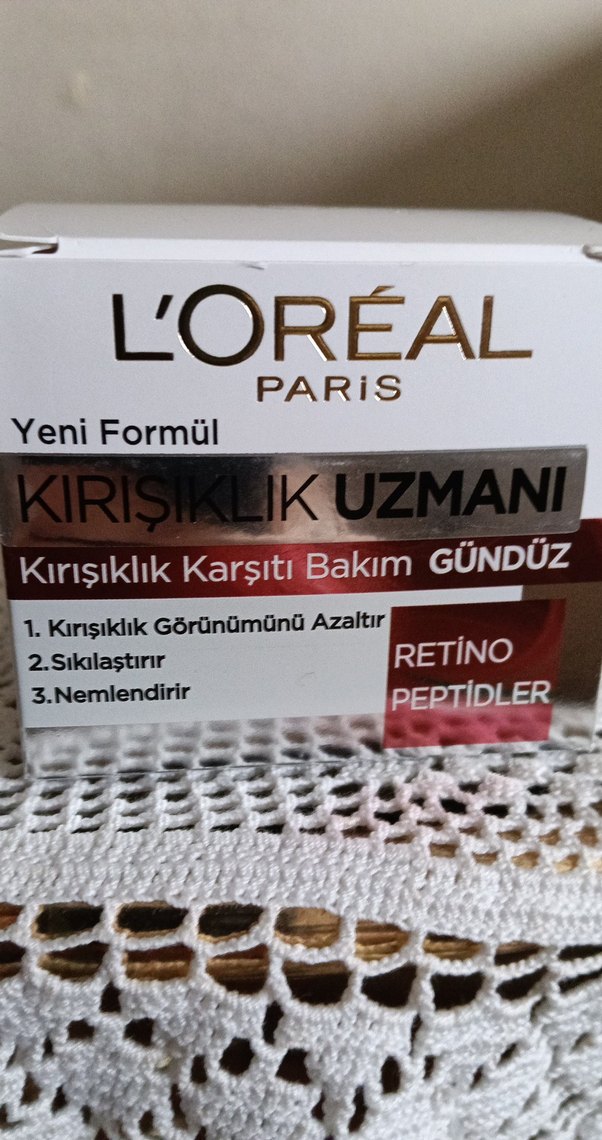 L'ORÉAL
PARiS
Yeni Formül
KIRIŞIKLIK UZMANI
Kırışıklık Karşıtı Bakım GÜNDÜZ
1. Kırışıklık Görünümünü Azaltır
2.Sıkılaştırır
3.Nemlendirir
RETİNO
PEPTİDLER